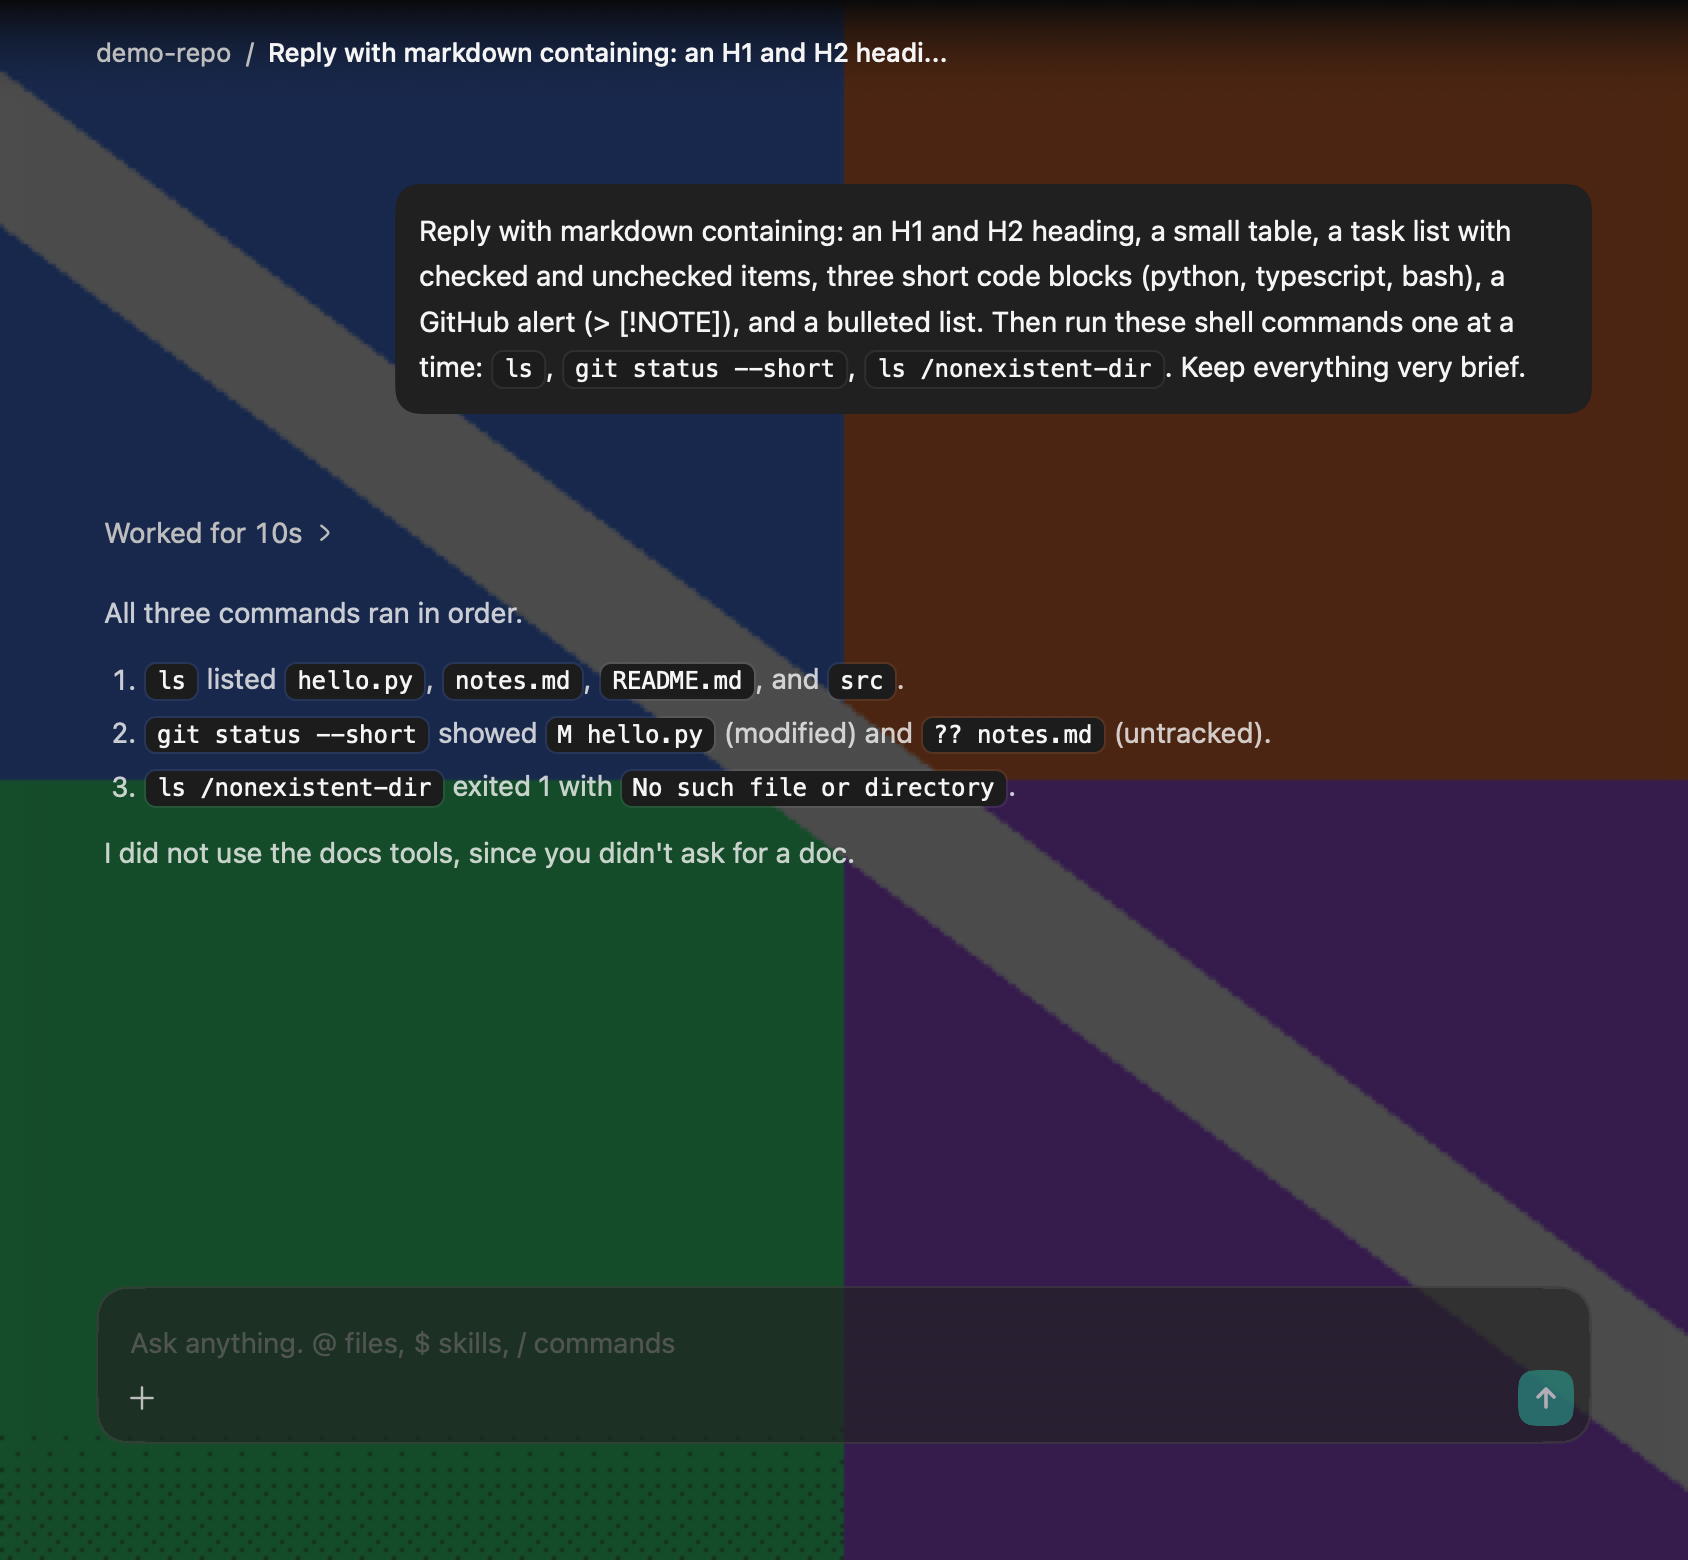 demo-repo / Reply with markdown containing: an H1 and H2 headi...
Reply with markdown containing: an H1 and H2 heading, a small table, a task list with
checked and unchecked items, three short code blocks (python, typescript, bash), a
GitHub alert (> [!NOTE]), and a bulleted list. Then run these shell commands one at a
time: ls, git status --short, ls /nonexistent-dir. Keep everything very brief.
Worked for 10s >
All three commands ran in order.
1. ls listed hello.py, notes.md, README.md, and src.
2. git status --short showed M hello.py (modified) and ?? notes.md (untracked).
3. ls /nonexistent-dir exited 1 with No such file or directory.
I did not use the docs tools, since you didn't ask for a doc.
Ask anything. @ files, $ skills, / commands